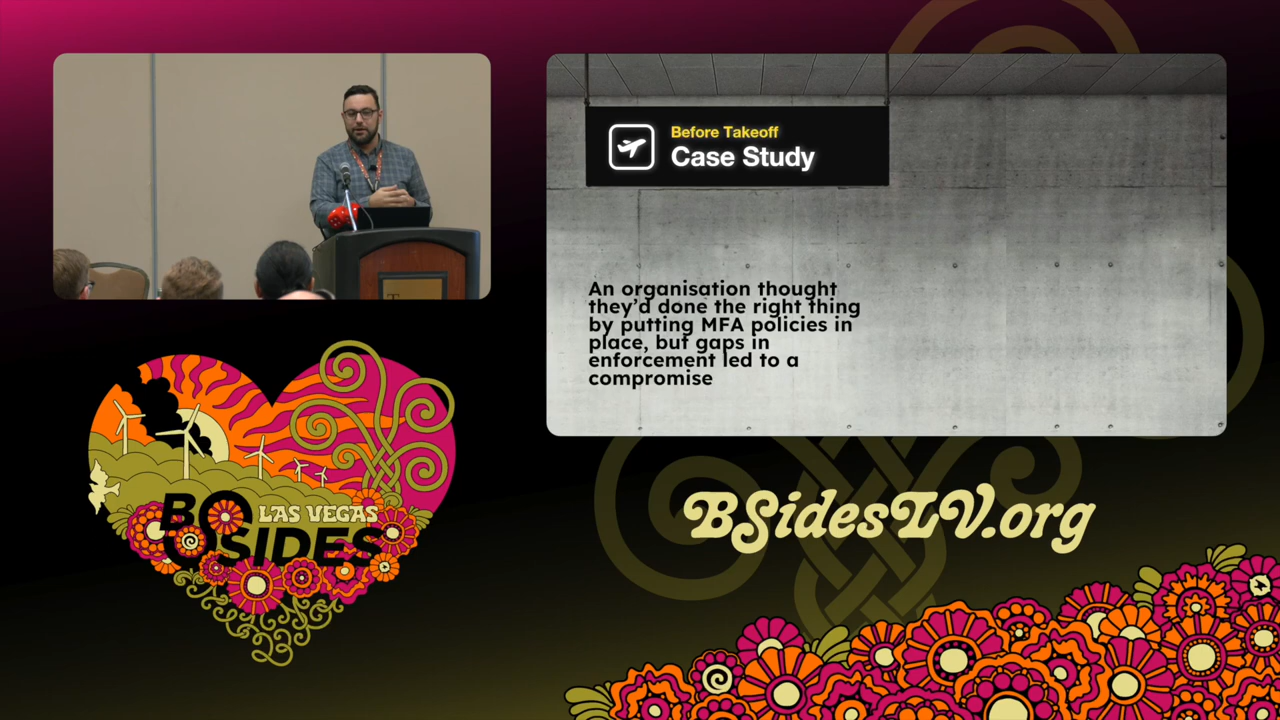 Before Takeoff
Case Study
An organisation thought
they'd done the right thing
by putting MFA policies in
place, but gaps in
enforcement led to a
compromise
LAS VEGAS
BSIDES
BSidesLV.org